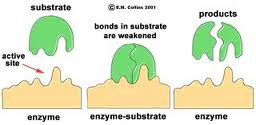 ©E.M. Collins 2001
substrate
bonds in substrate
are weakened
products
active
site
enzyme
enzyme-substrate
enzyme